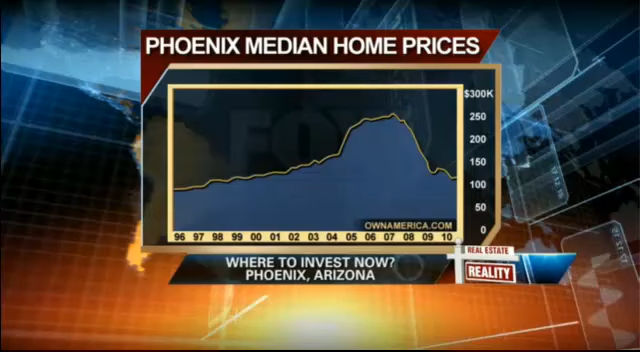 PHOENIX MEDIAN HOME PRICES
$300K
250
200
150
100
50
0
FOX
OWNAMERICA.COM
96 97 98 99 00 01 02 03 04 05 06 07 08 09 10
WHERE TO INVEST NOW?
PHOENIX, ARIZONA
REAL ESTATE
REALITY